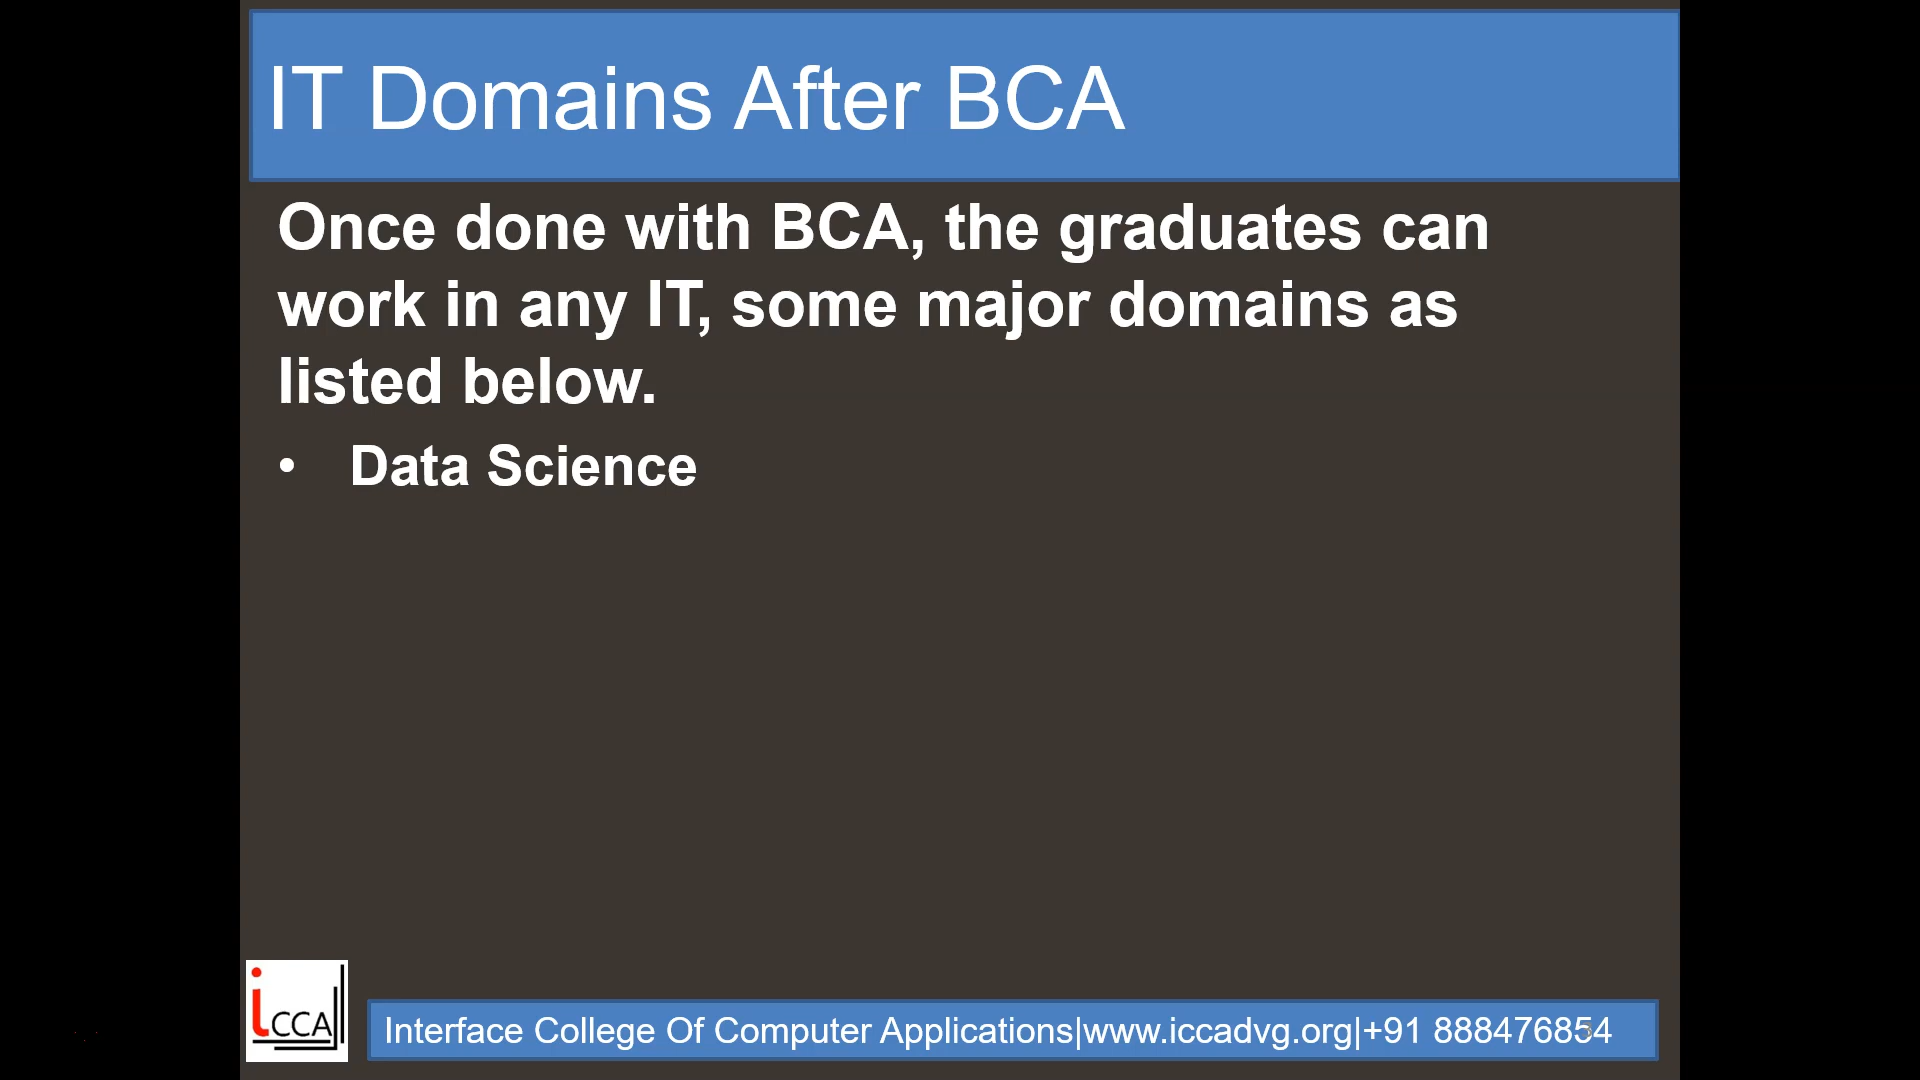 IT Domains After BCA
Once done with BCA, the graduates can
work in any IT, some major domains as
listed below.
• Data Science
iCCA
Interface College Of Computer Applications|www.iccadvg.org|+91 888476854